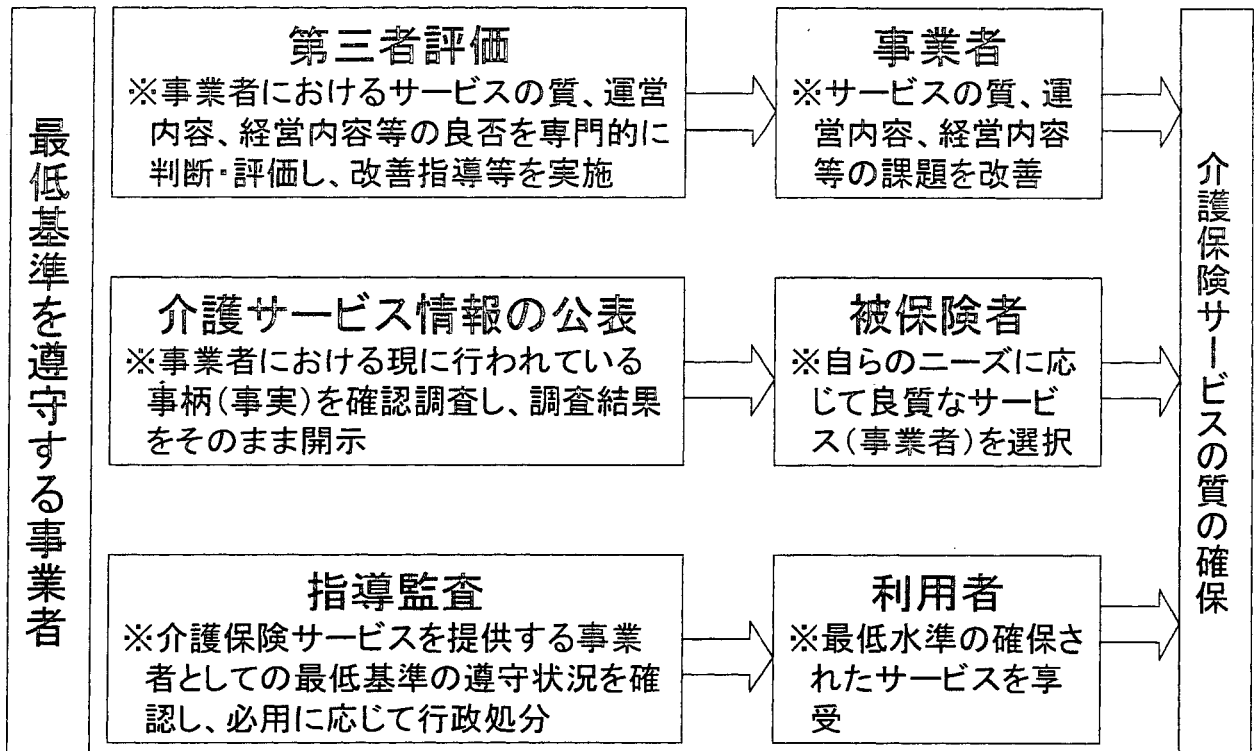 最低基準を遵守する事業者
第三者評価
※事業者におけるサービスの質、運営
内容、経営内容等の良否を専門的に
判断・評価し、改善指導等を実施
事業者
※サービスの質、運
営内容、経営内容
等の課題を改善
介護サービス情報の公表
※事業者における現に行われている
事柄(事実)を確認調査し、調査結果
をそのまま開示
被保険者
※自らのニーズに応
じて良質なサービ
ス(事業者)を選択
指導監査
※介護保険サービスを提供する事業
者としての最低基準の遵守状況を確
認し、必用に応じて行政処分
利用者
※最低水準の確保さ
れたサービスを享
受
介護保険サービスの質の確保